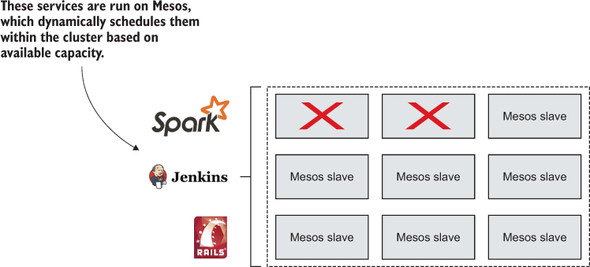 These services are run on Mesos,
which dynamically schedules them
within the cluster based on
available capacity.
Spark
Mesos slave
Jenkins
Mesos slave
Mesos slave
Mesos slave
RAILS
Mesos slave
Mesos slave
Mesos slave